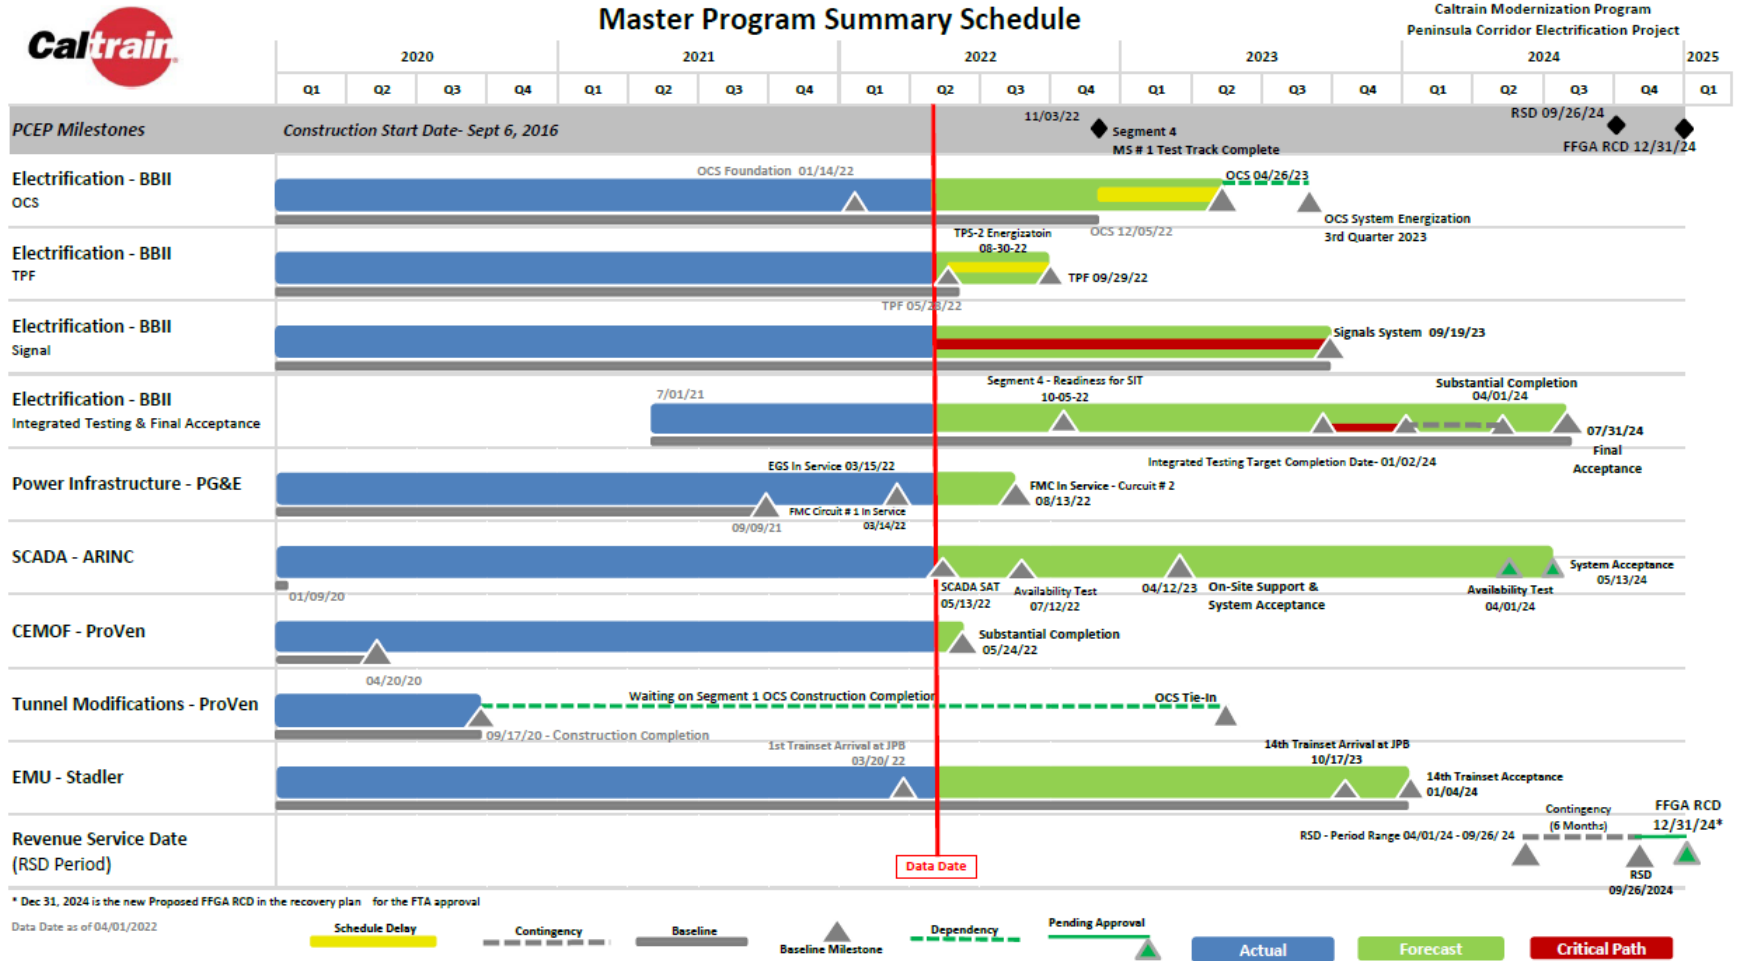 Caltrain
Master Program Summary Schedule
Caltrain Modernization Program
Peninsula Corridor Electrification Project
2020 2021 2022 2023 2024 2025
Q1 Q2 Q3 Q4 Q1 Q2 Q3 Q4 Q1 Q2 Q3 Q4 Q1 Q2 Q3 Q4 Q1 Q2 Q3 Q4 Q1
PCEP Milestones
Construction Start Date- Sept 6, 2016
11/03/22
Segment 4
MS # 1 Test Track Complete
RSD 09/26/24
FFGA RCD 12/31/24
Electrification - BBII
OCS
OCS Foundation 01/14/22
OCS 04/26/23
OCS 12/05/22
OCS System Energization
3rd Quarter 2023
Electrification - BBII
TPF
TPS-2 Energizatoin
08-30-22
TPF 09/29/22
TPF 05/23/22
Electrification - BBII
Signal
Signals System 09/19/23
Electrification - BBII
Integrated Testing & Final Acceptance
7/01/21
Segment 4 - Readiness for SIT
10-05-22
Substantial Completion
04/01/24
07/31/24
Final
Acceptance
Integrated Testing Target Completion Date- 01/02/24
Power Infrastructure - PG&E
EGS In Service 03/15/22
FMC Circuit # 1 In Service
03/14/22
09/09/21
FMC In Service - Curcuit # 2
08/13/22
SCADA - ARINC
01/09/20
SCADA SAT
05/13/22
Availability Test
07/12/22
04/12/23
On-Site Support &
System Acceptance
Availability Test
04/01/24
System Acceptance
05/13/24
CEMOF - ProVen
04/20/20
Substantial Completion
05/24/22
Tunnel Modifications - ProVen
Waiting on Segment 1 OCS Construction Completion
OCS Tie-In
09/17/20 - Construction Completion
EMU - Stadler
1st Trainset Arrival at JPB
03/20/ 22
14th Trainset Arrival at JPB
10/17/23
14th Trainset Acceptance
01/04/24
Revenue Service Date
(RSD Period)
RSD - Period Range 04/01/24 - 09/26/ 24
Contingency
(6 Months)
FFGA RCD
12/31/24*
RSD
09/26/2024
Data Date
* Dec 31, 2024 is the new Proposed FFGA RCD in the recovery plan for the FTA approval
Data Date as of 04/01/2022
Schedule Delay
Contingency
Baseline
Baseline Milestone
Dependency
Pending Approval
Actual
Forecast
Critical Path